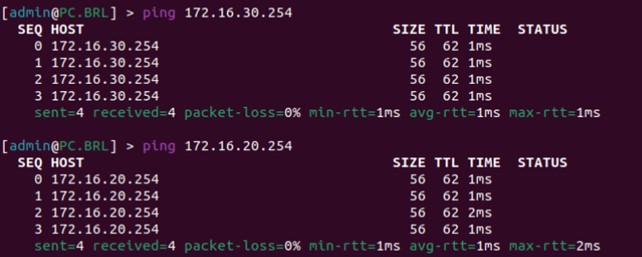 [admin@PC.BRL] > ping 172.16.30.254
SEQ HOST SIZE TTL TIME STATUS
0 172.16.30.254 56 62 1ms
1 172.16.30.254 56 62 1ms
2 172.16.30.254 56 62 1ms
3 172.16.30.254 56 62 1ms
sent=4 received=4 packet-loss=0% min-rtt=1ms avg-rtt=1ms max-rtt=1ms
[admin@PC.BRL] > ping 172.16.20.254
SEQ HOST SIZE TTL TIME STATUS
0 172.16.20.254 56 62 1ms
1 172.16.20.254 56 62 1ms
2 172.16.20.254 56 62 2ms
3 172.16.20.254 56 62 1ms
sent=4 received=4 packet-loss=0% min-rtt=1ms avg-rtt=1ms max-rtt=2ms